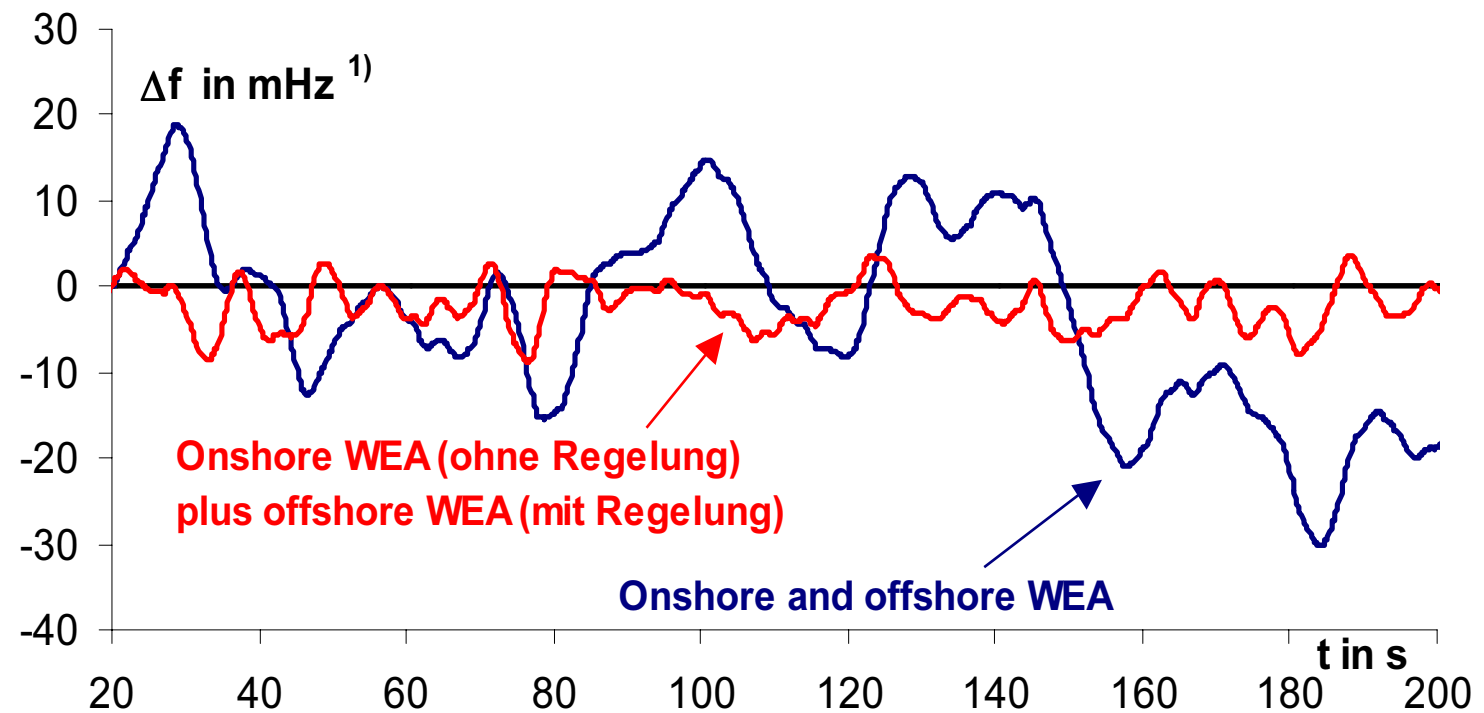 30
Δf in mHz 1)
20
10
0
-10
Onshore WEA (ohne Regelung)
-20
plus offshore WEA (mit Regelung)
-30
Onshore and offshore WEA
-40
t in s
20 40 60 80 100 120 140 160 180 200